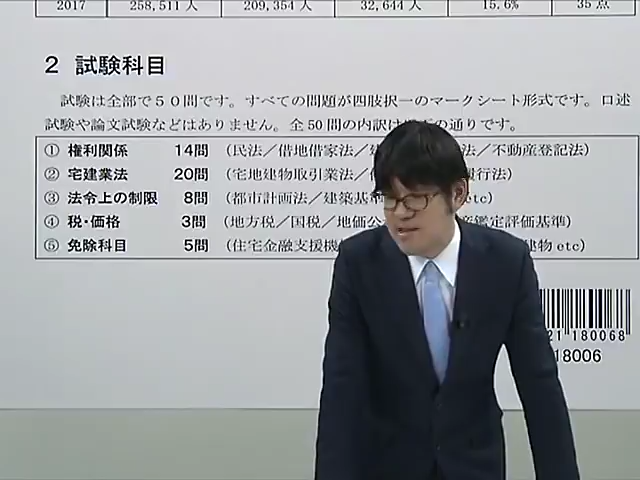 2017 258,511人 209,354人 32,644人 15.6% 35点
2 試験科目
試験は全部で50問です。すべての問題が四肢択一のマークシート形式です。口述
試験や論文試験などはありません。全50問の内訳は の通りです。
① 権利関係 14問 (民法/借地借家法/建 法/不動産登記法)
② 宅建業法 20問 (宅地建物取引業法/ 行法)
③ 法令上の制限 8問 (都市計画法/建築基 etc)
④ 税・価格 3問 (地方税/国税/地価公 産鑑定評価基準)
⑤ 免除科目 5問 (住宅金融支援機 建物 etc)
21 180068
18006